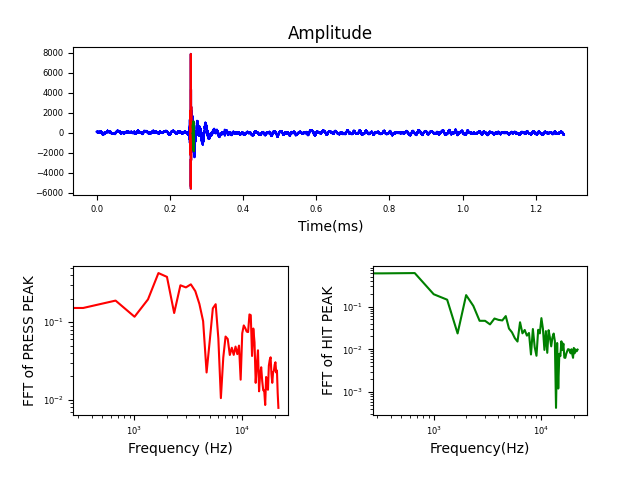 Amplitude
8000
6000
4000
2000
0
−2000
−4000
−6000
0.0 0.2 0.4 0.6 0.8 1.0 1.2
Time(ms)
FFT of PRESS PEAK
10⁻¹
10⁻²
10³ 10⁴
Frequency (Hz)
FFT of HIT PEAK
10⁻¹
10⁻²
10⁻³
10³ 10⁴
Frequency(Hz)